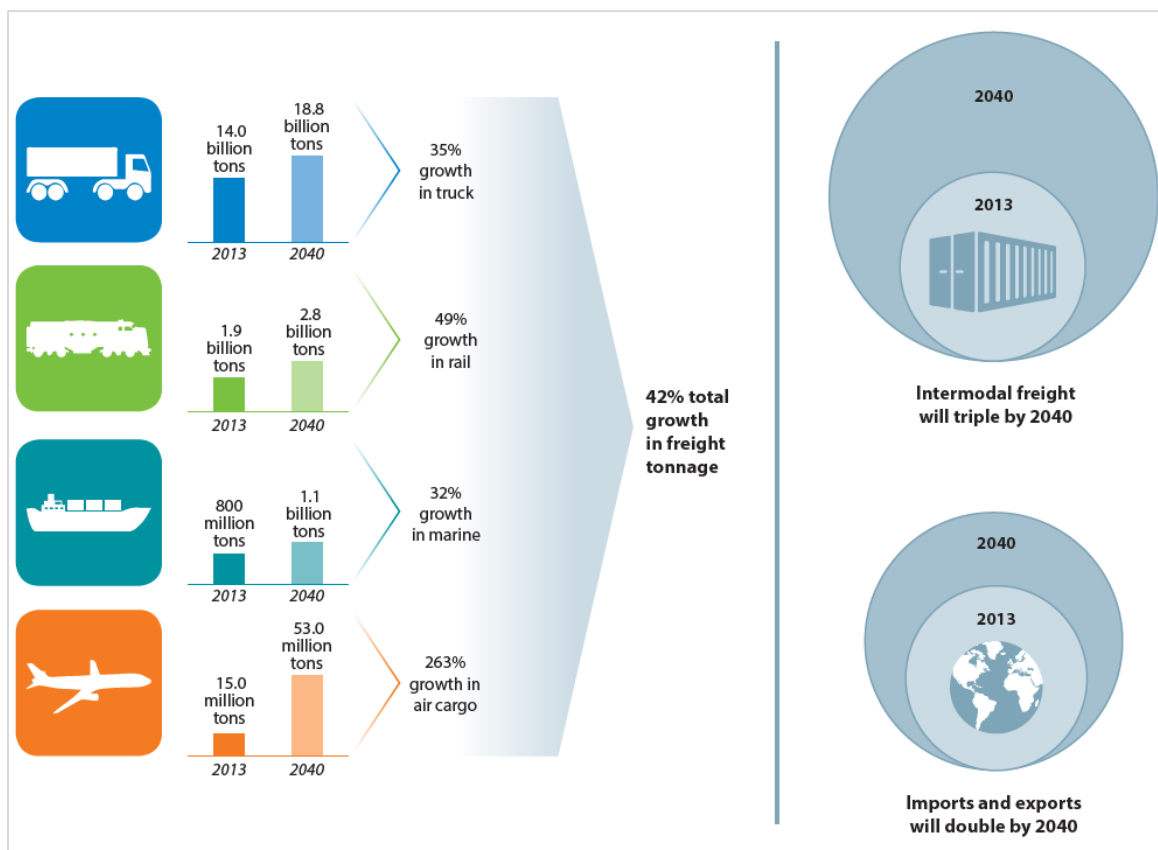 14.0
billion
tons
18.8
billion
tons
2013
2040
35%
growth
in truck
1.9
billion
tons
2.8
billion
tons
2013
2040
49%
growth
in rail
800
million
tons
1.1
billion
tons
2013
2040
32%
growth
in marine
15.0
million
tons
53.0
million
tons
2013
2040
263%
growth in
air cargo
42% total
growth
in freight
tonnage
2040
2013
Intermodal freight
will triple by 2040
2040
2013
Imports and exports
will double by 2040